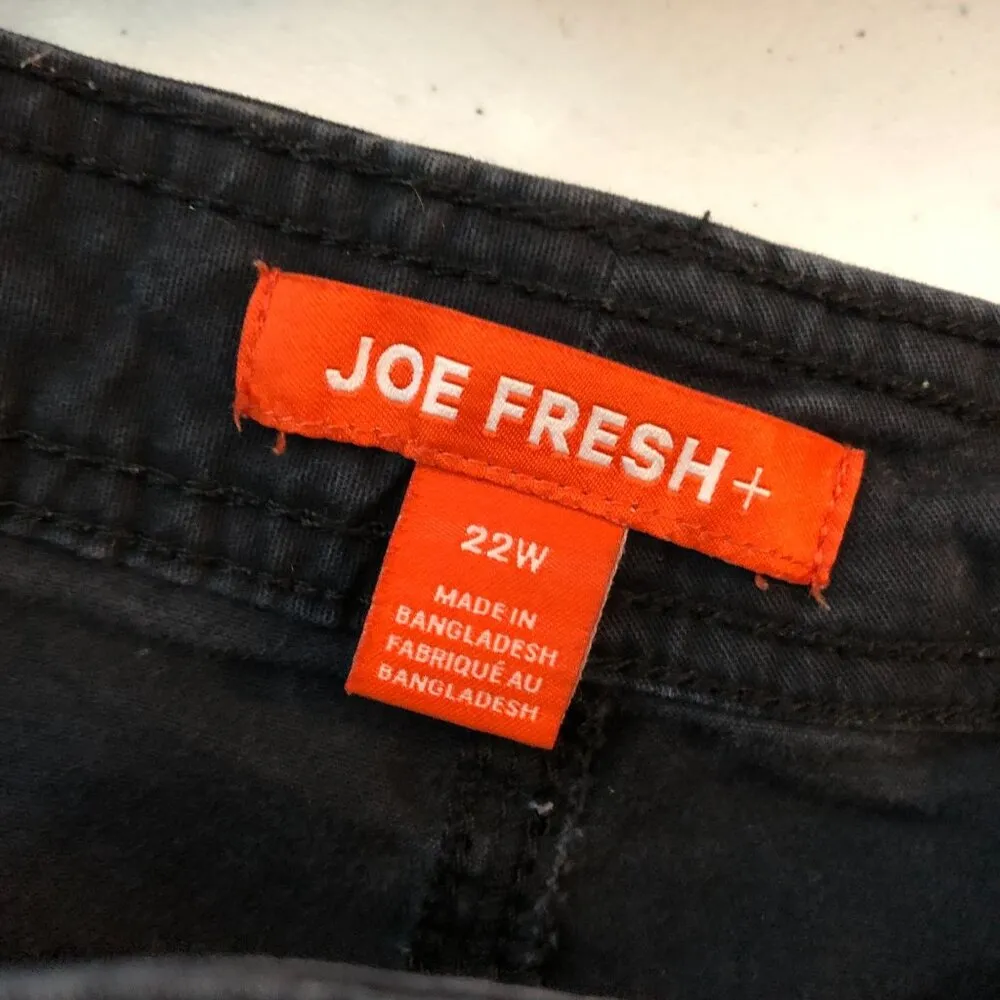 JOE FRESH+
22W
MADE IN
BANGLADESH
FABRIQUÉ AU
BANGLADESH